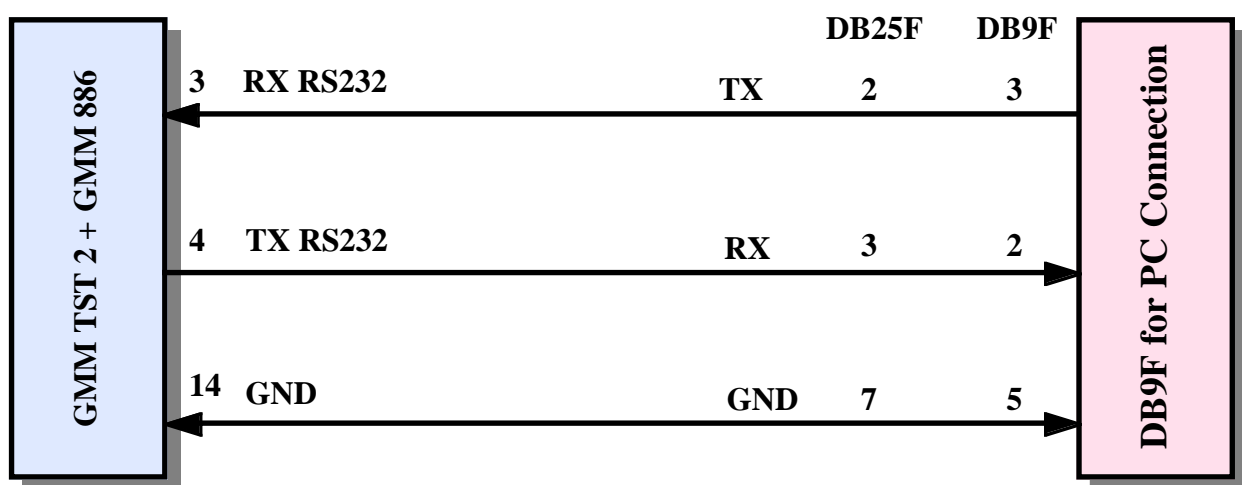 DB25F DB9F
3 RX RS232 TX 2 3
4 TX RS232 RX 3 2
14 GND GND 7 5
GMM TST 2 + GMM 886
DB9F for PC Connection